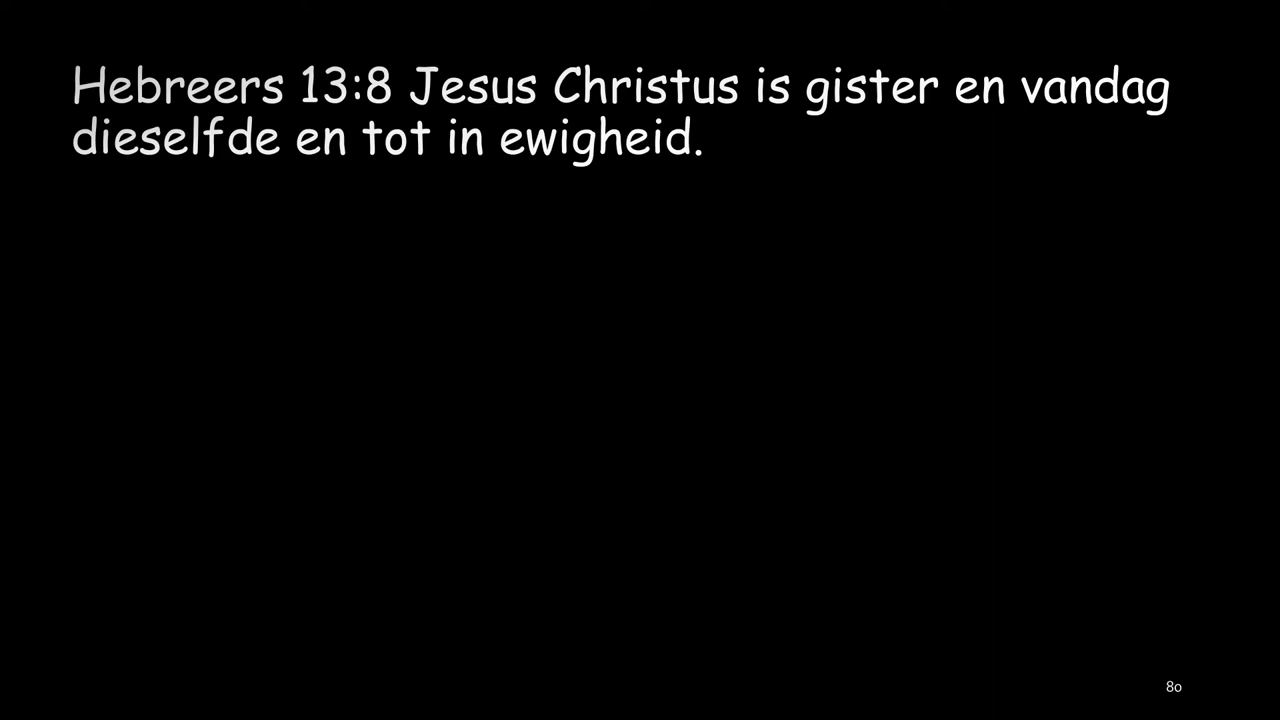 Hebreers 13:8 Jesus Christus is gister en vandag
dieselfde en tot in ewigheid.
80